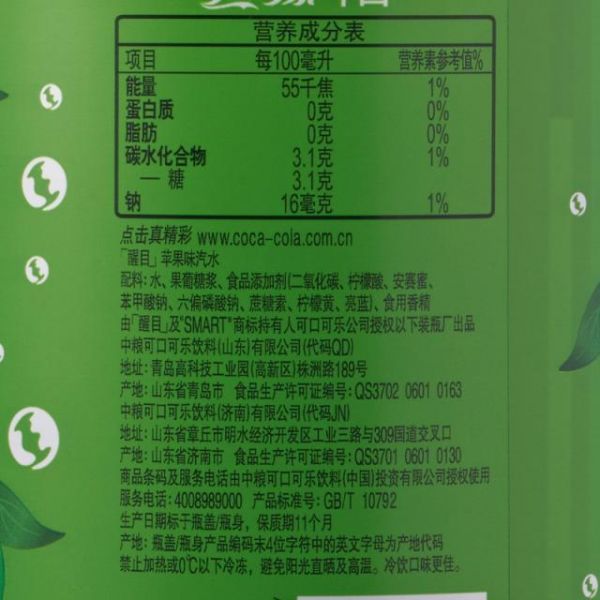 营养成分表
项目 每100毫升 营养素参考值%
能量 55千焦 1%
蛋白质 0克 0%
脂肪 0克 0%
碳水化合物 3.1克 1%
— 糖 3.1克
钠 16毫克 1%
点击真精彩 www.coca-cola.com.cn
「醒目」苹果味汽水
配料:水、果葡糖浆、食品添加剂(二氧化碳、柠檬酸、安赛蜜、
苯甲酸钠、六偏磷酸钠、蔗糖素、柠檬黄、亮蓝)、食用香精
由「醒目」及"SMART"商标持有人可口可乐公司授权以下装瓶厂出品
中粮可口可乐饮料(山东)有限公司(代码QD)
地址:青岛高科技工业园(高新区)株洲路189号
产地:山东省青岛市 食品生产许可证编号:QS3702 0601 0163
中粮可口可乐饮料(济南)有限公司(代码JN)
地址:山东省章丘市明水经济开发区工业三路与309国道交叉口
产地:山东省济南市 食品生产许可证编号:QS3701 0601 0130
商品条码及服务电话由中粮可口可乐饮料(中国)投资有限公司授权使用
服务电话:4008989000 产品标准号:GB/T 10792
生产日期标于瓶盖/瓶身，保质期11个月
产地:瓶盖/瓶身产品编码末4位字符中的英文字母为产地代码
禁止加热或0℃以下冷冻，避免阳光直晒及高温。冷饮口味更佳。